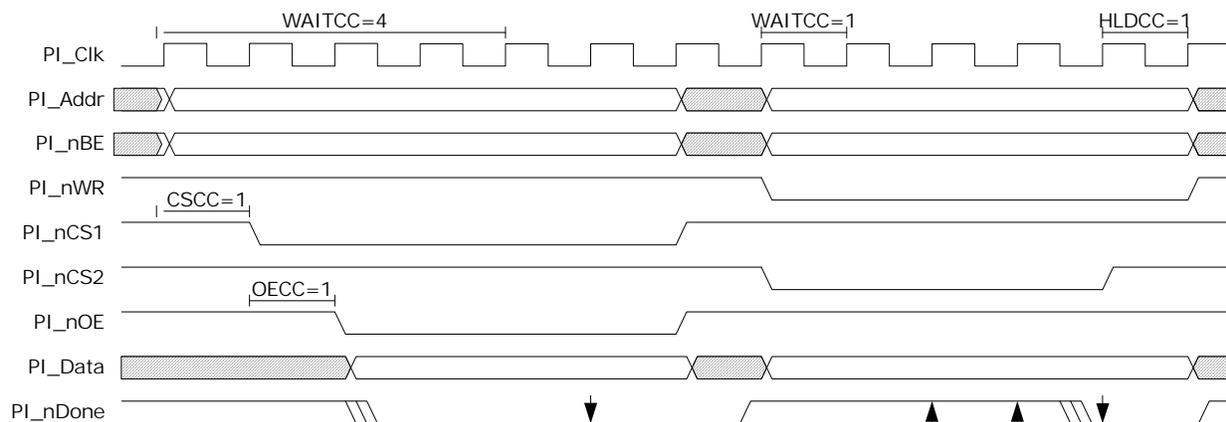 WAITCC=4 WAITCC=1 HLDCC=1
PI_Clk
PI_Addr
PI_nBE
PI_nWR
CSCC=1
PI_nCS1
PI_nCS2
OECC=1
PI_nOE
PI_Data
PI_nDone